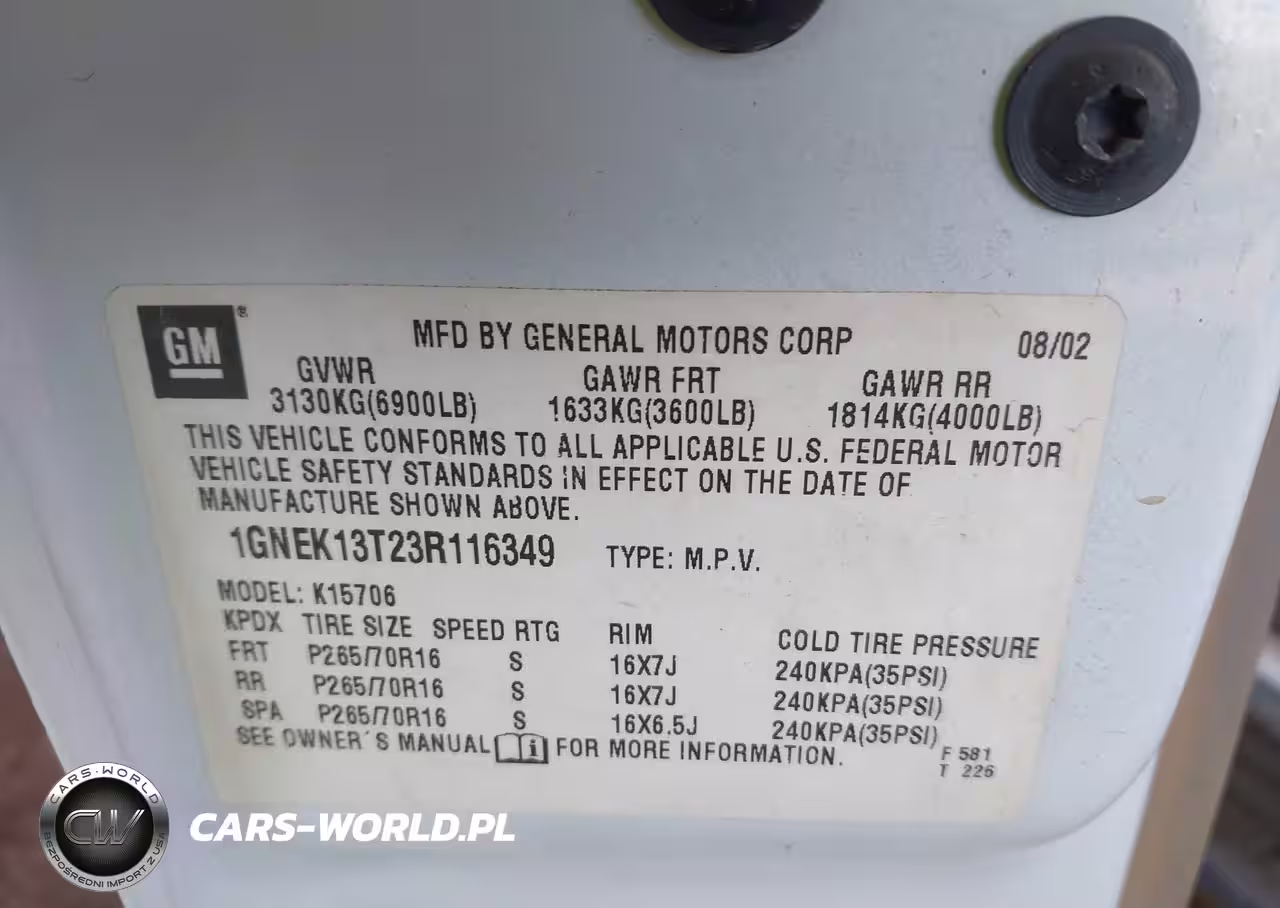 GM ®
MFD BY GENERAL MOTORS CORP 08/02
GVWR GAWR FRT GAWR RR
3130KG(6900LB) 1633KG(3600LB) 1814KG(4000LB)
THIS VEHICLE CONFORMS TO ALL APPLICABLE U.S. FEDERAL MOTOR
VEHICLE SAFETY STANDARDS IN EFFECT ON THE DATE OF
MANUFACTURE SHOWN ABOVE.
1GNEK13T23R116349 TYPE: M.P.V.
MODEL: K15706
KPDX TIRE SIZE SPEED RTG RIM COLD TIRE PRESSURE
FRT P265/70R16 S 16X7J 240KPA(35PSI)
RR P265/70R16 S 16X7J 240KPA(35PSI)
SPA P265/70R16 S 16X6.5J 240KPA(35PSI)
SEE OWNER'S MANUAL i FOR MORE INFORMATION.
F 581
T 226
CARS-WORLD
CW
BEZPOŚREDNI IMPORT Z USA
CARS-WORLD.PL